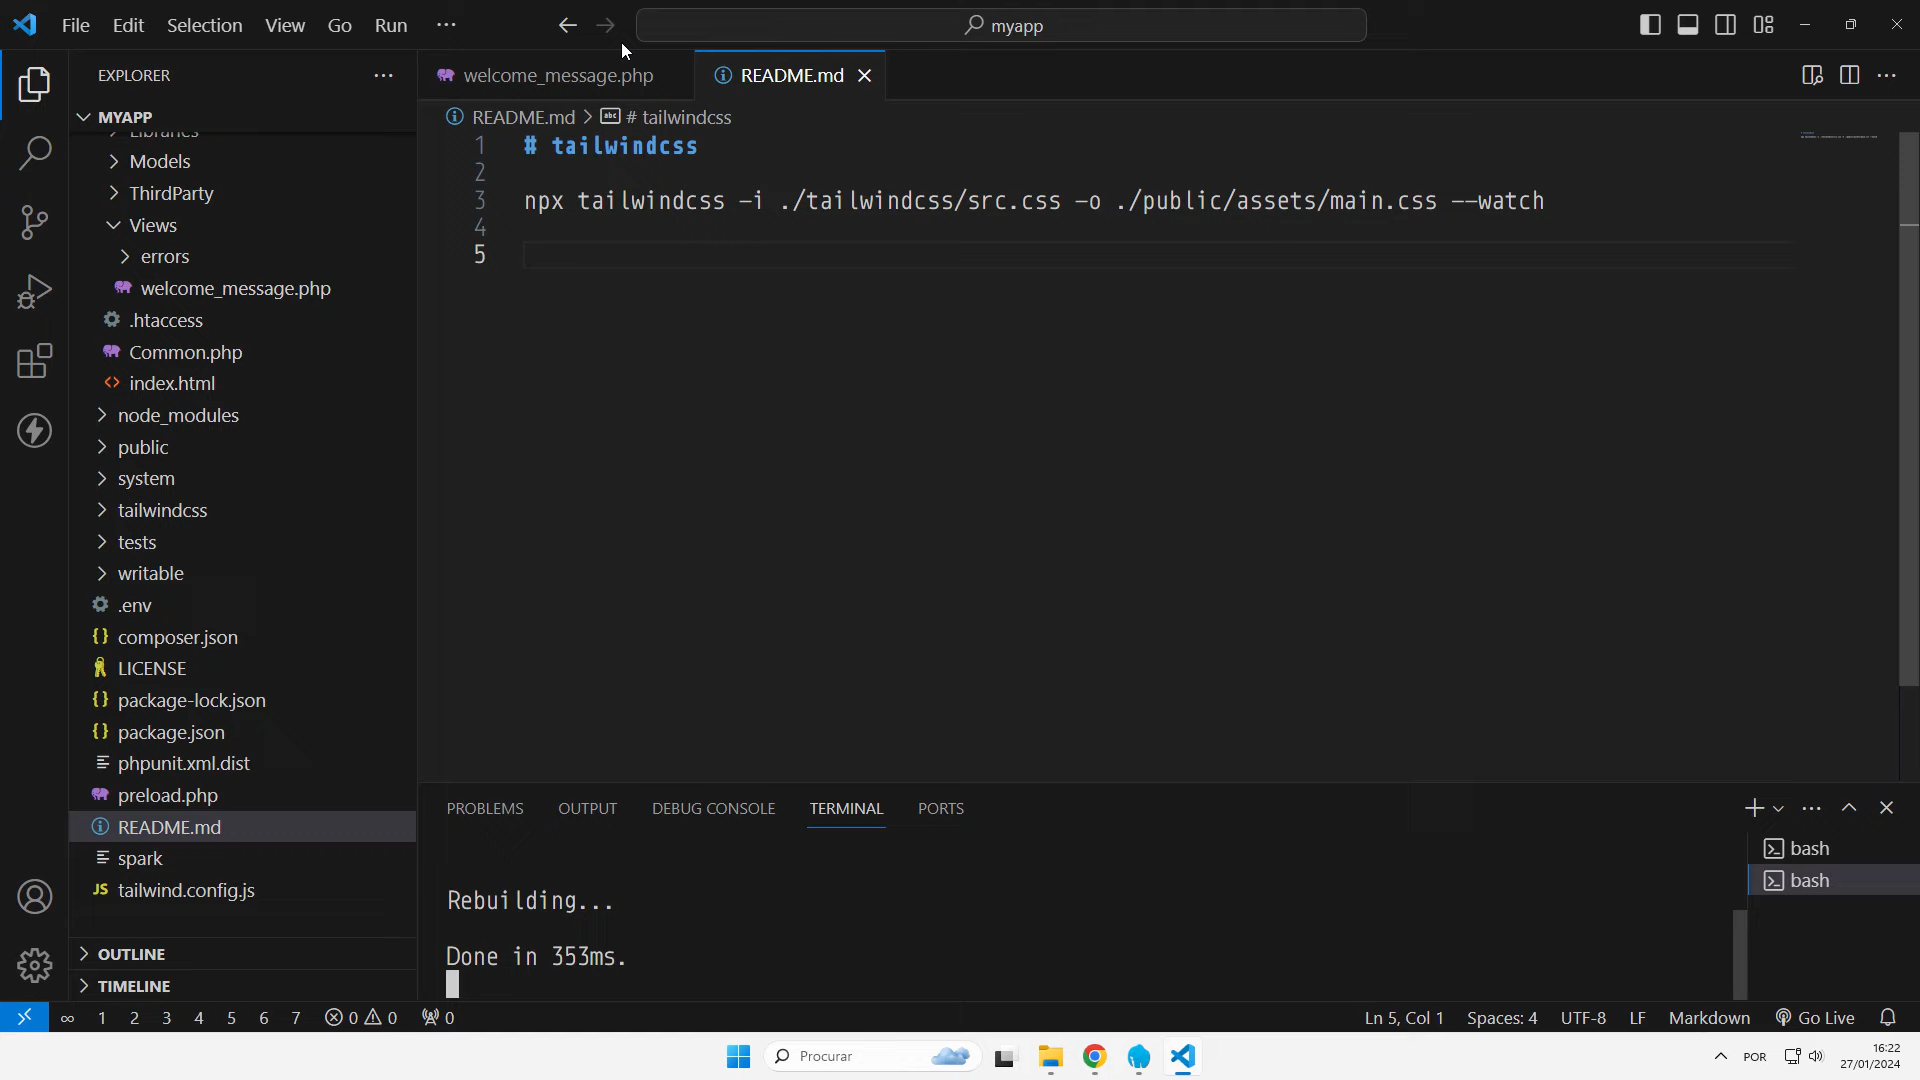 File Edit Selection View Go Run ···
myapp
EXPLORER
MYAPP
Libraries
Models
ThirdParty
Views
errors
welcome_message.php
.htaccess
Common.php
index.html
node_modules
public
system
tailwindcss
tests
writable
.env
composer.json
LICENSE
package-lock.json
package.json
phpunit.xml.dist
preload.php
README.md
spark
tailwind.config.js
OUTLINE
TIMELINE
welcome_message.php README.md
README.md > # tailwindcss
1 # tailwindcss
2
3 npx tailwindcss -i ./tailwindcss/src.css -o ./public/assets/main.css --watch
4
5
PROBLEMS OUTPUT DEBUG CONSOLE TERMINAL PORTS
Rebuilding...
Done in 353ms.
bash
bash
∞ 1 2 3 4 5 6 7 0 0 0 Ln 5, Col 1 Spaces: 4 UTF-8 LF Markdown Go Live
Procurar
POR
16:22
27/01/2024